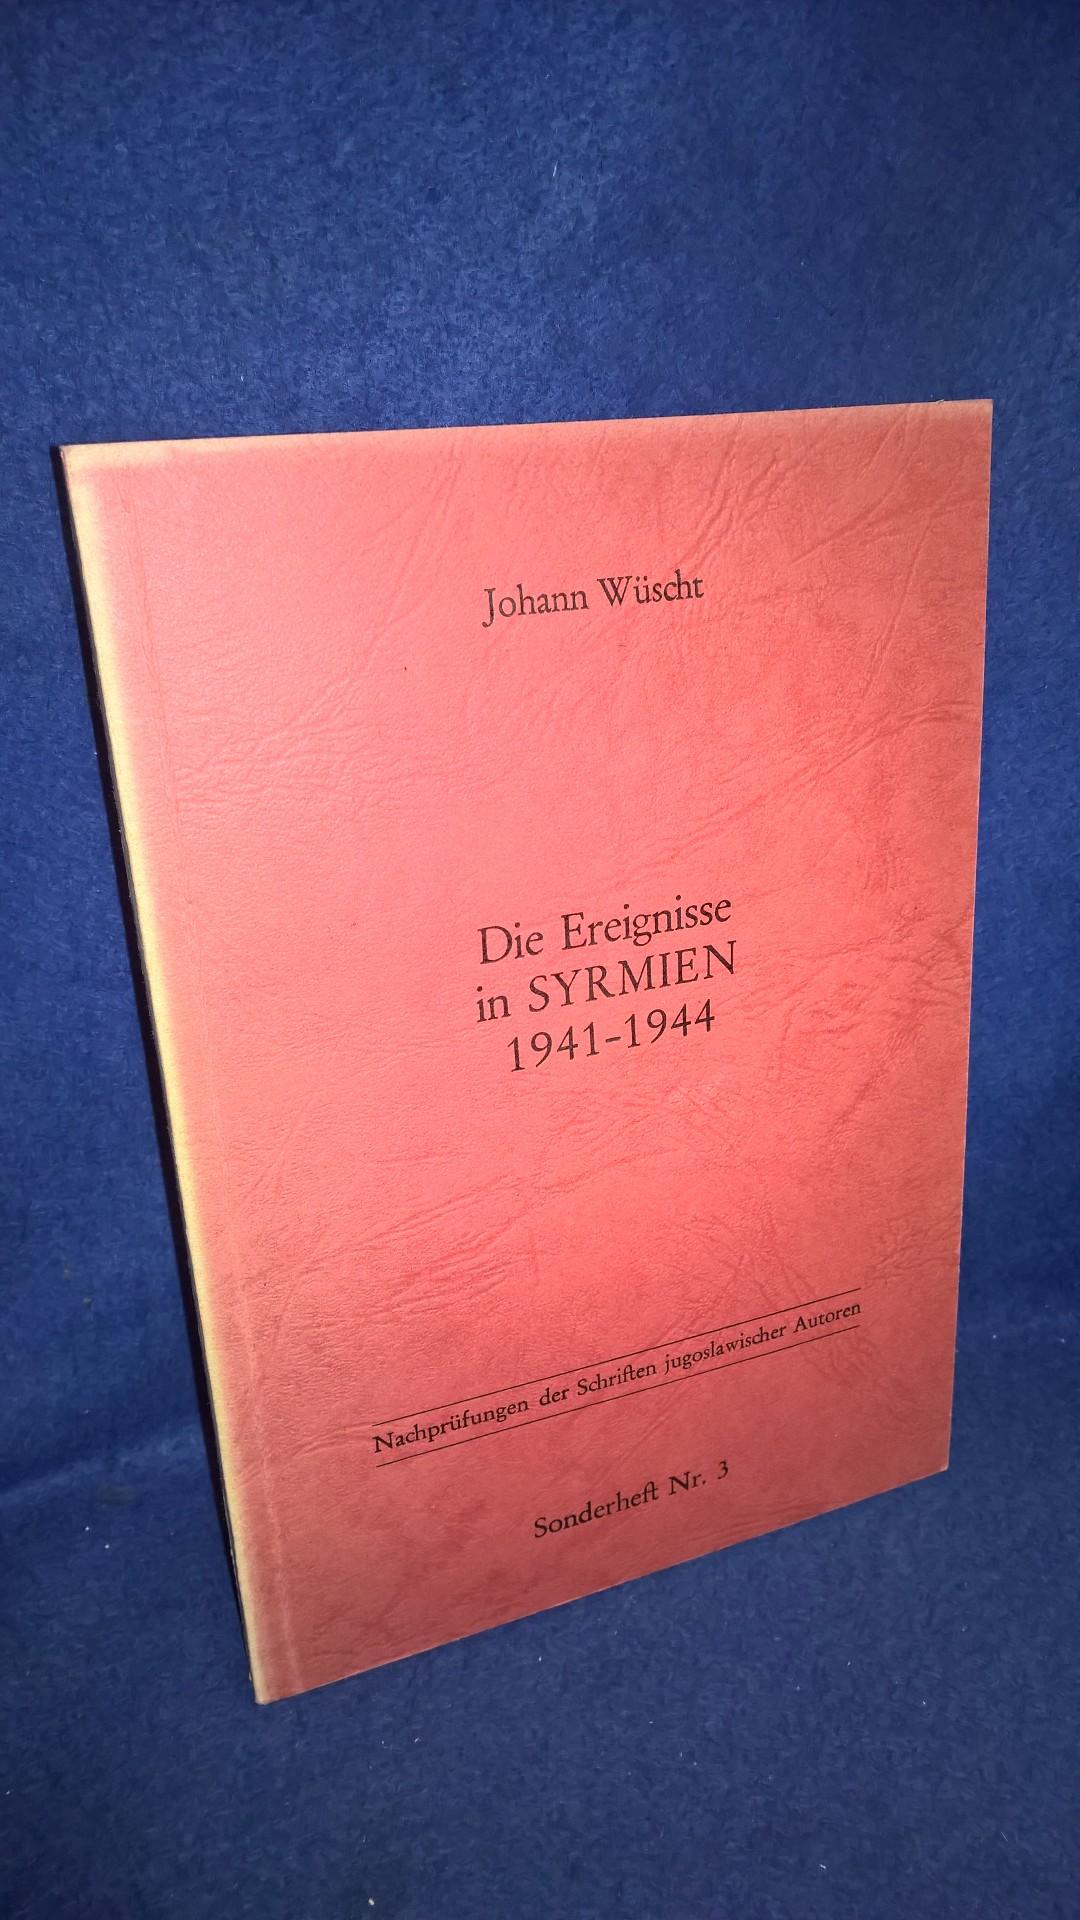 Johann Wüscht
Die Ereignisse
in SYRMIEN
1941-1944
Nachprüfungen der Schriften jugoslawischer Autoren
Sonderheft Nr. 3